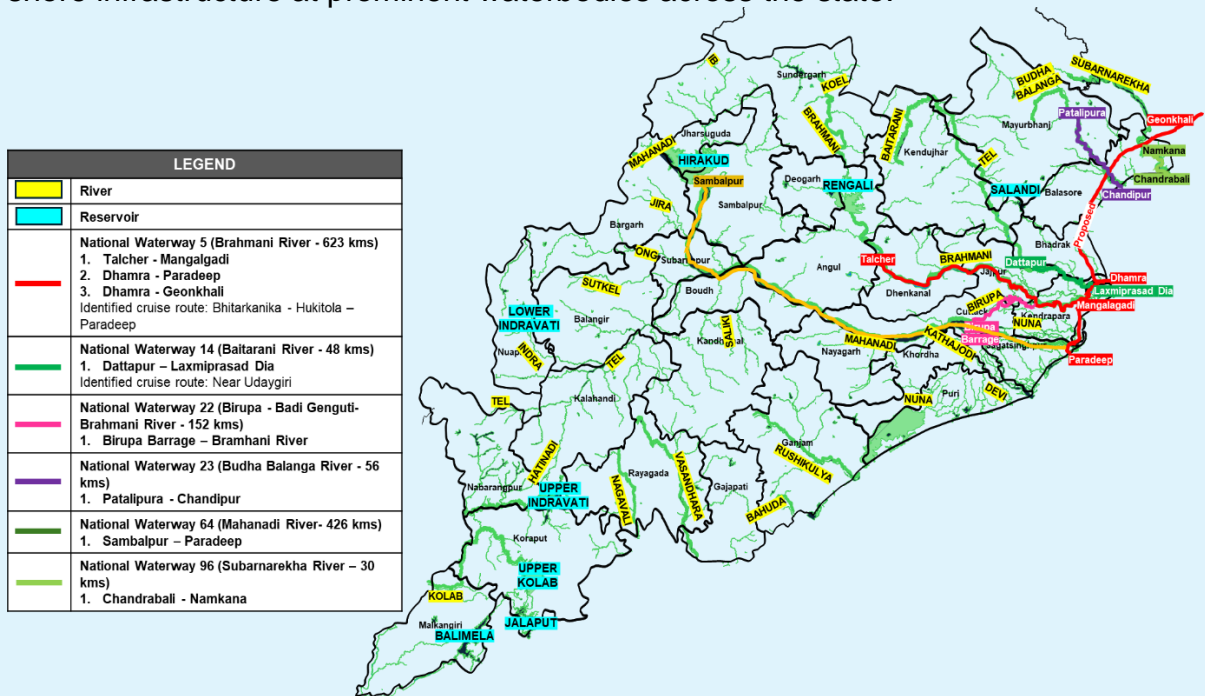 shore infrastructure at prominent waterbodies across the state.
LEGEND
River
Reservoir
National Waterway 5 (Brahmani River - 623 kms)
1. Talcher - Mangalgadi
2. Dhamra - Paradeep
3. Dhamra - Geonkhali
Identified cruise route: Bhitarkanika - Hukitola –
Paradeep
National Waterway 14 (Baitarani River - 48 kms)
1. Dattapur – Laxmiprasad Dia
Identified cruise route: Near Udaygiri
National Waterway 22 (Birupa - Badi Genguti-
Brahmani River - 152 kms)
1. Birupa Barrage – Bramhani River
National Waterway 23 (Budha Balanga River - 56
kms)
1. Patalipura - Chandipur
National Waterway 64 (Mahanadi River- 426 kms)
1. Sambalpur – Paradeep
National Waterway 96 (Subarnarekha River – 30
kms)
1. Chandrabali - Namkana
IB
Sundergarh
KOEL
BUDHA
BALANGA
SUBARNAREKHA
Patalipura
Geonkhali
Mayurbhanj
Jharsuguda
BRAHMANI
BAITARANI
Kendujhar
TEL
Namkana
Chandrabali
MAHANADI
HIRAKUD
Sambalpur
Deogarh
RENGALI
SALANDI
Balasore
Chandipur
JIRA
Sambalpur
Bargarh
Proposed
Bhadrak
ONG
Angul
Talcher
BRAHMANI
Jajpur
Dattapur
Dhamra
Laxmiprasad Dia
Mangalagadi
SUTKEL
Boudh
Dhenkanal
BIRUPA
Cuttack
Kendrapara
NUNA
LOWER
INDRAVATI
Balangir
SALIKI
MAHANADI
Birupa
Barrage
KATHAJODI
Paradeep
INDRA
TEL
Nayagarh
Khordha
TEL
Kalahandi
NUNA
Puri
DEVI
HATINADI
Ganjam
RUSHIKULYA
Nabarangpur
UPPER
INDRAVATI
Rayagada
NAGAVALI
VASANDHARA
Gajapati
BAHUDA
Koraput
UPPER
KOLAB
KOLAB
Malkangiri
BALIMELA
JALAPUT